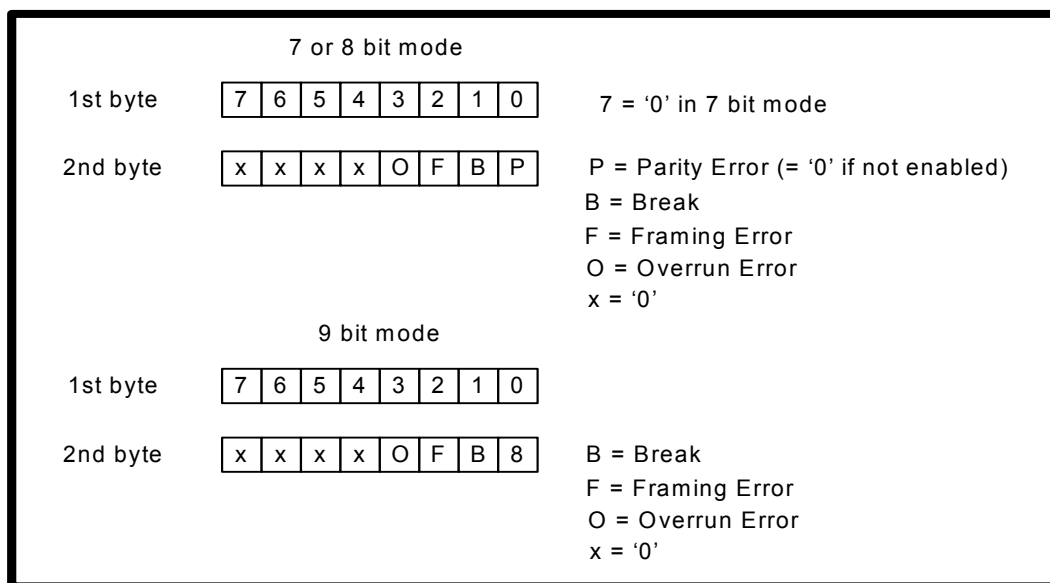 7 or 8 bit mode
1st byte 7 6 5 4 3 2 1 0 7 = ‘0’ in 7 bit mode
2nd byte x x x x O F B P P = Parity Error (= ‘0’ if not enabled)
B = Break
F = Framing Error
O = Overrun Error
x = ‘0’
9 bit mode
1st byte 7 6 5 4 3 2 1 0
2nd byte x x x x O F B 8 B = Break
F = Framing Error
O = Overrun Error
x = ‘0’